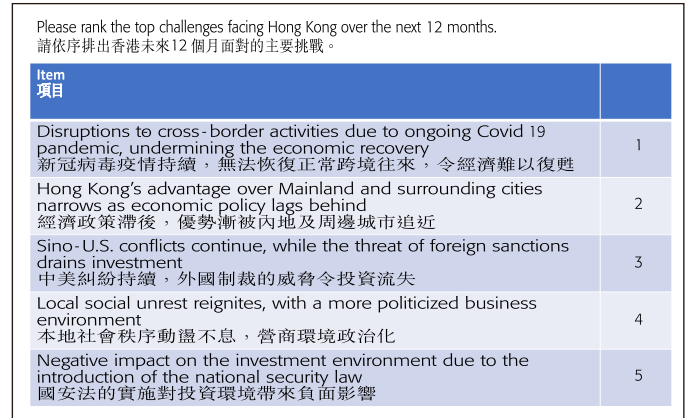 Please rank the top challenges facing Hong Kong over the next 12 months.
請依序排出香港未來12 個月面對的主要挑戰。
Item
項目
Disruptions to cross-border activities due to ongoing Covid 19
pandemic, undermining the economic recovery
新冠病毒疫情持續，無法恢復正常跨境往來，令經濟難以復甦
1
Hong Kong's advantage over Mainland and surrounding cities
narrows as economic policy lags behind
經濟政策滯後，優勢漸被內地及周邊城市追近
2
Sino-U.S. conflicts continue, while the threat of foreign sanctions
drains investment
中美糾紛持續，外國制裁的威脅令投資流失
3
Local social unrest reignites, with a more politicized business
environment
本地社會秩序動盪不息，營商環境政治化
4
Negative impact on the investment environment due to the
introduction of the national security law
國安法的實施對投資環境帶來負面影響
5